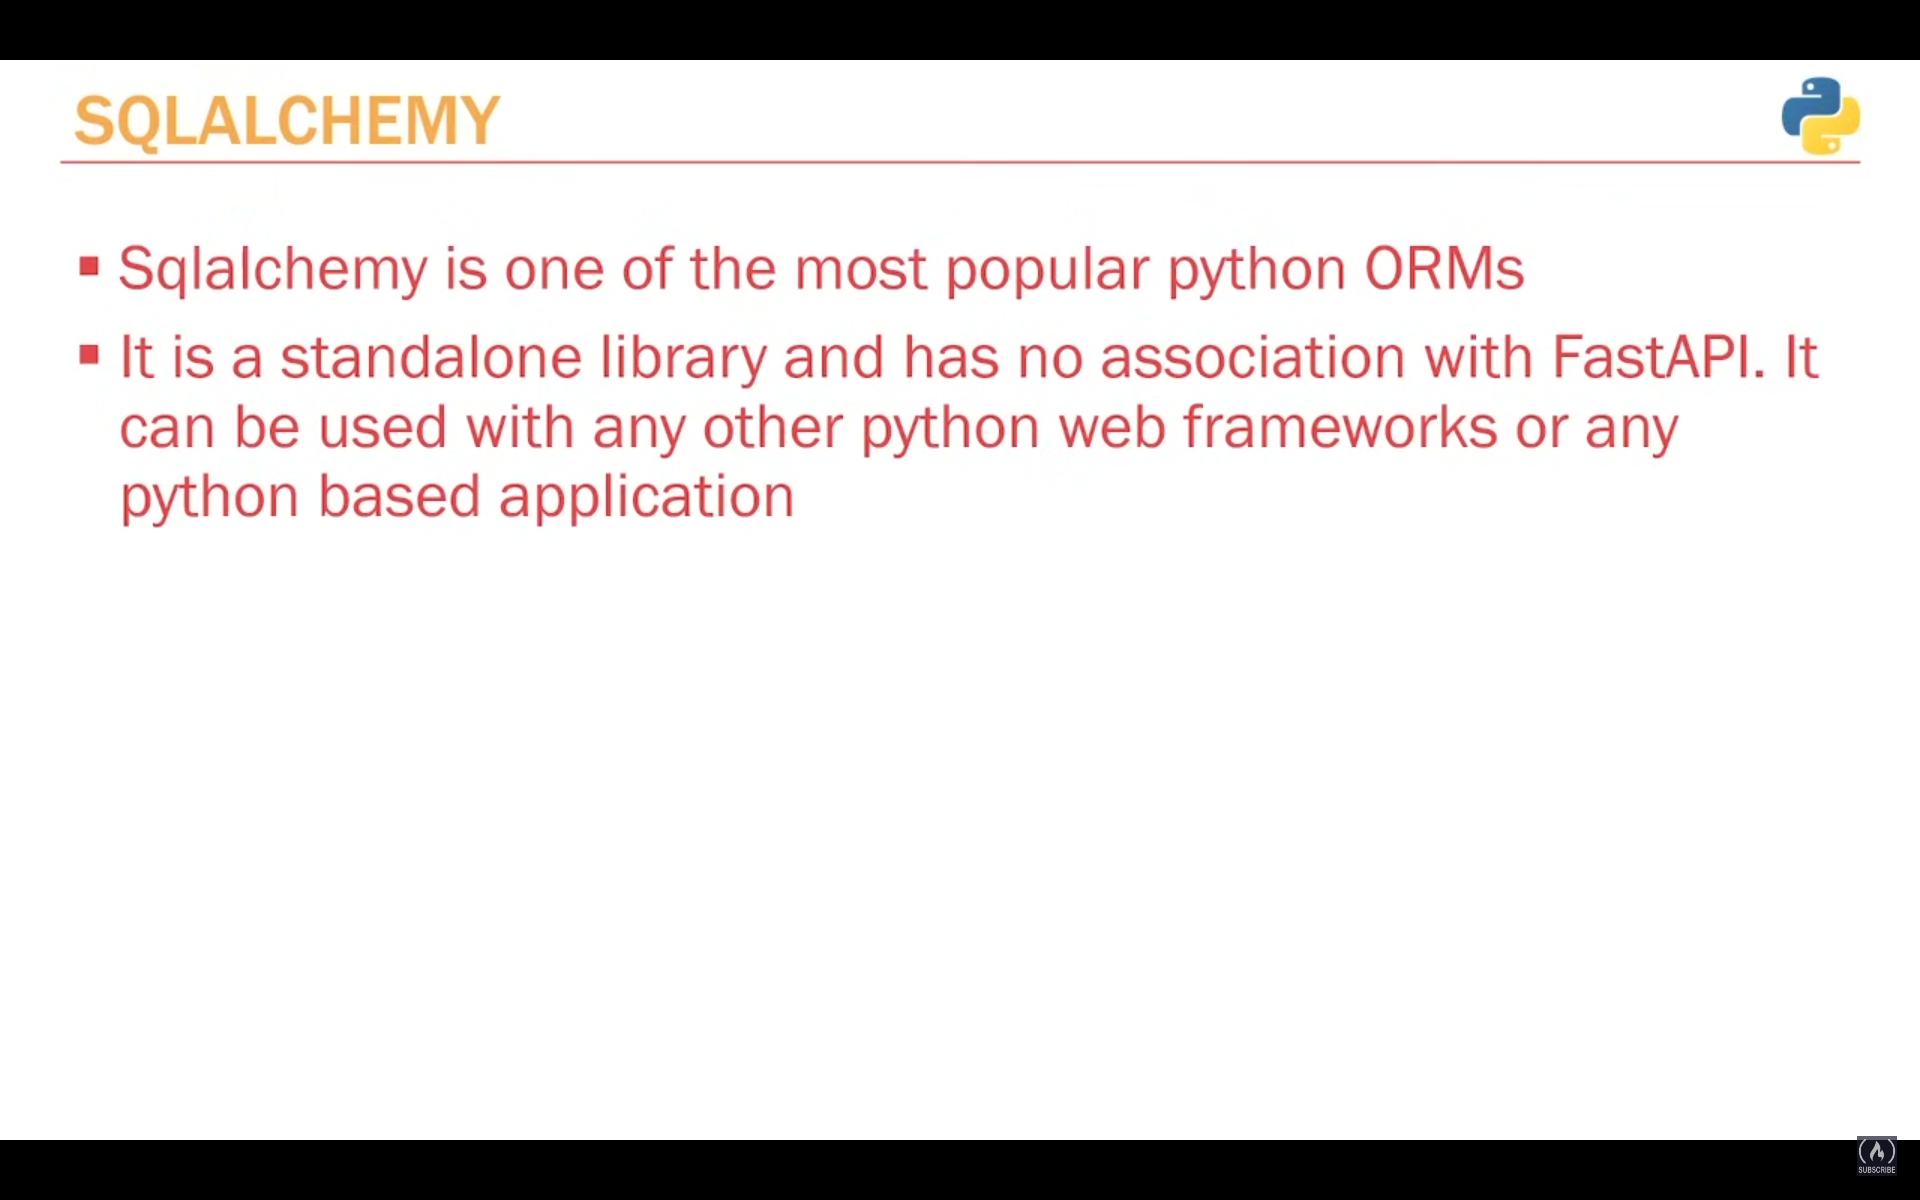 SQLALCHEMY
▪ Sqlalchemy is one of the most popular python ORMs
▪ It is a standalone library and has no association with FastAPI. It
can be used with any other python web frameworks or any
python based application
SUBSCRIBE